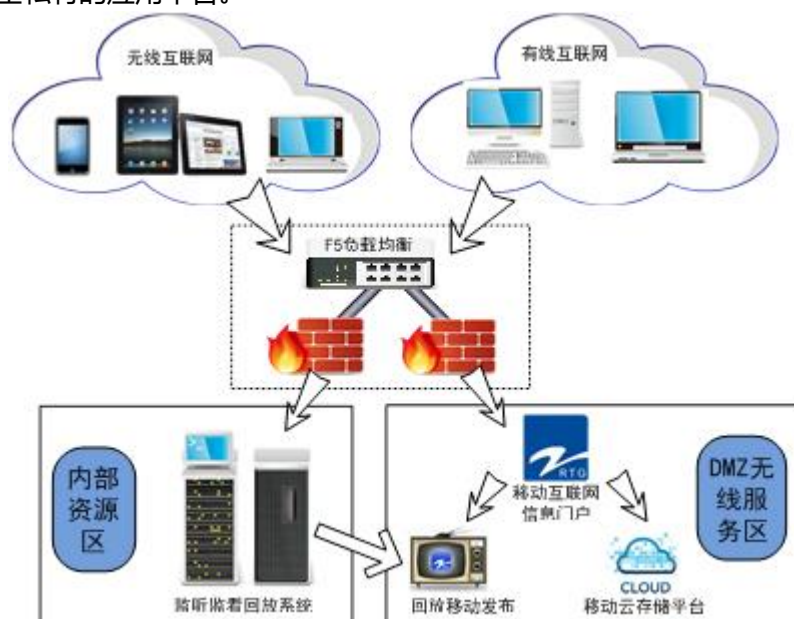 无线互联网
有线互联网
F5负载均衡
内部
资源
区
RTG
移动互联网
信息门户
DMZ无
线服
务区
监听监看回放系统
回放移动发布
CLOUD
移动云存储平台